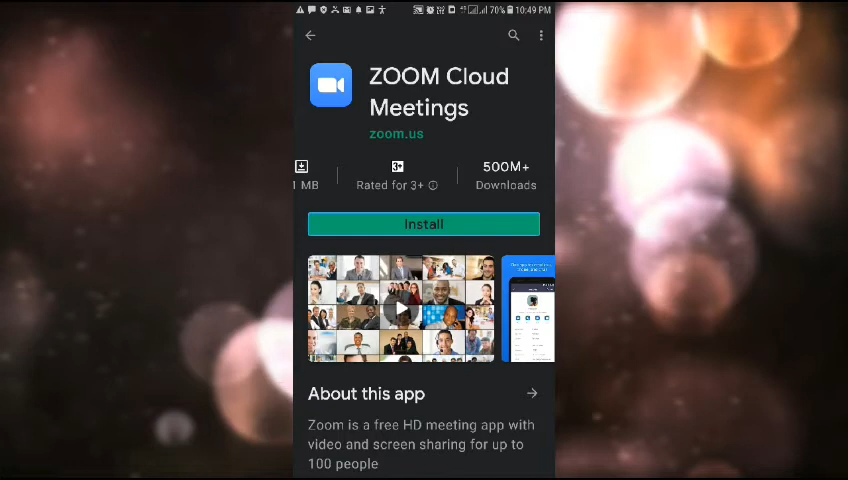 70% 10:49 PM
ZOOM Cloud
Meetings
zoom.us
3+
500M+
1 MB
Rated for 3+
Downloads
Install
About this app
Zoom is a free HD meeting app with
video and screen sharing for up to
100 people